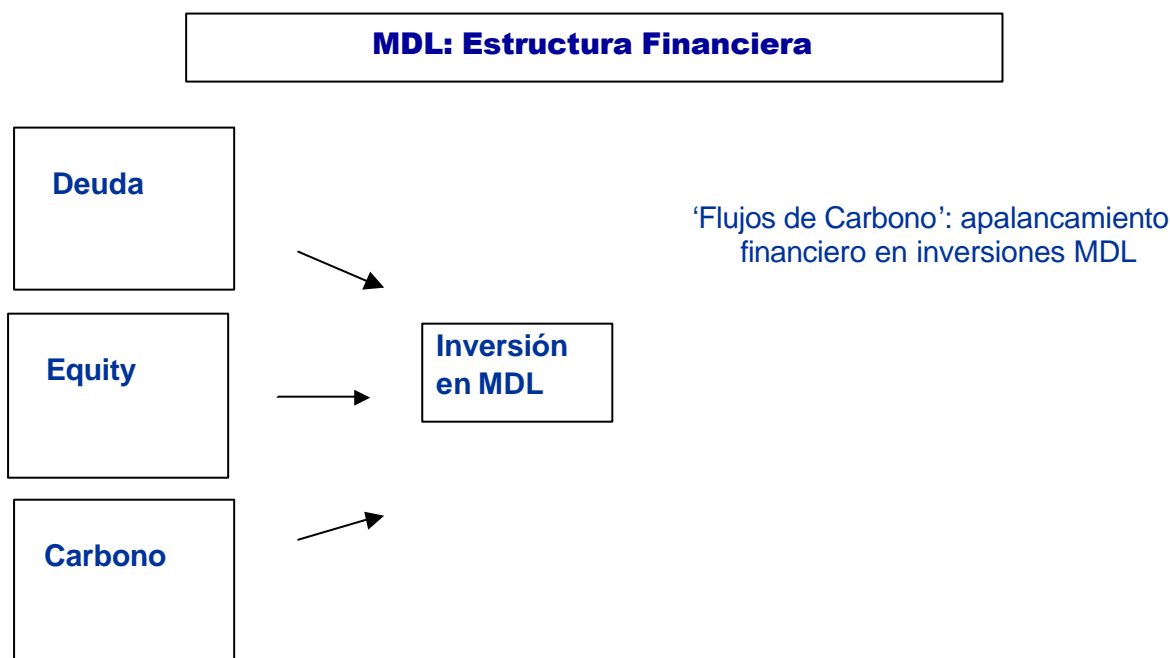 MDL: Estructura Financiera
Deuda
‘Flujos de Carbono’: apalancamiento
financiero en inversiones MDL
Equity
Inversión
en MDL
Carbono